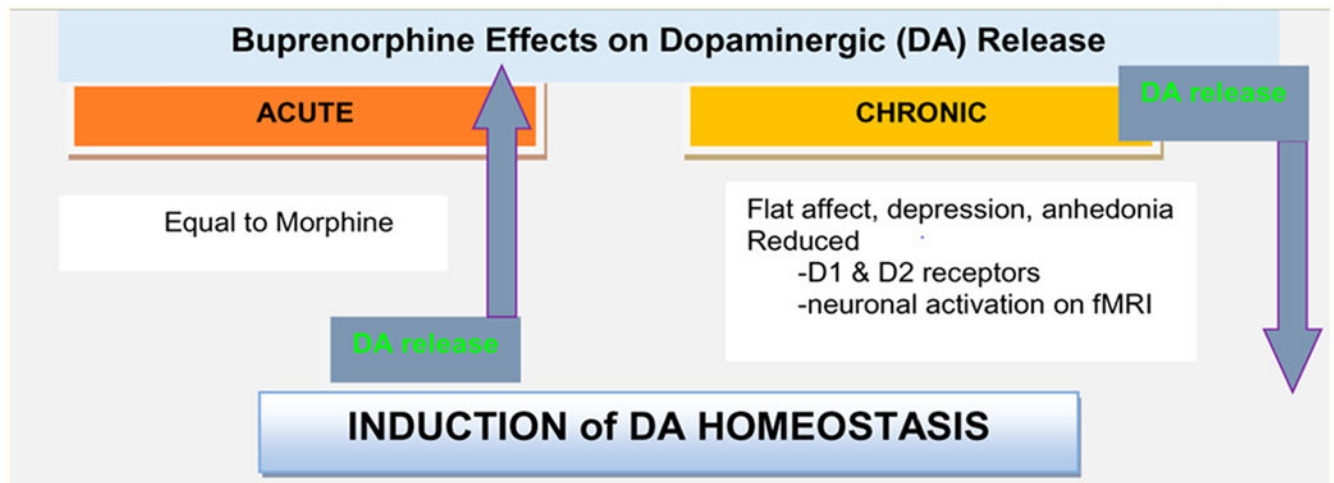 Buprenorphine Effects on Dopaminergic (DA) Release
ACUTE
Equal to Morphine
DA release
CHRONIC
DA release
Flat affect, depression, anhedonia
Reduced
-D1 & D2 receptors
-neuronal activation on fMRI
INDUCTION of DA HOMEOSTASIS